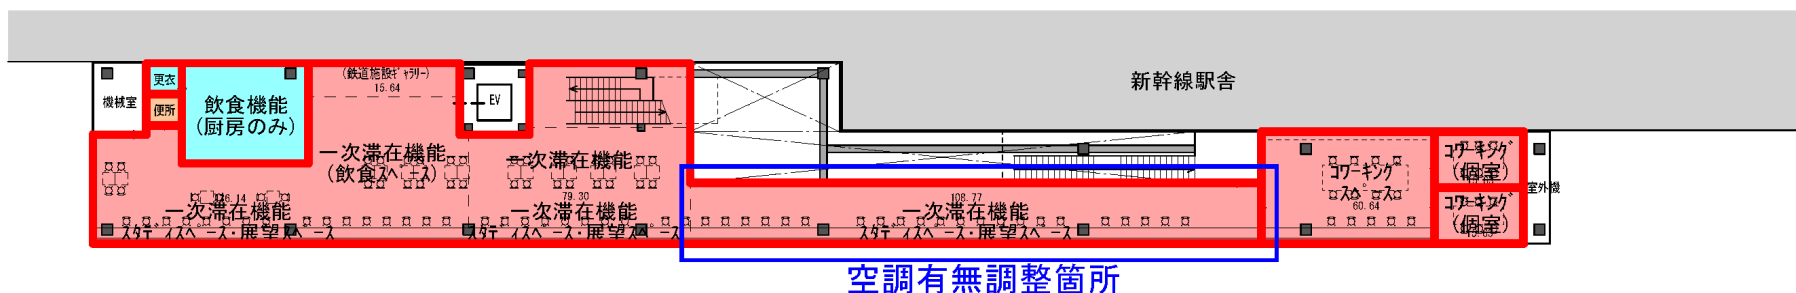 新幹線駅舎
機械室
更衣
便所
飲食機能
(厨房のみ)
(鉄道施設ｷﾞｬﾗﾘｰ)
15.64
EV
一次滞在機能
(飲食ｽﾍﾟｰｽ)
一次滞在機能
79.30
108.77
一次滞在機能
ｽﾀﾃﾞｨｽﾍﾟｰｽ・展望ｽﾍﾟｰｽ
一次滞在機能
ｽﾀﾃﾞｨｽﾍﾟｰｽ・展望ｽﾍﾟｰｽ
一次滞在機能
ｽﾀﾃﾞｨｽﾍﾟｰｽ・展望ｽﾍﾟｰｽ
ｺﾜｰｷﾝｸﾞ
ｽﾍﾟｰｽ
60.64
ｺﾜｰｷﾝｸﾞ
(個室)
ｺﾜｰｷﾝｸﾞ
(個室)
室外機
空調有無調整箇所